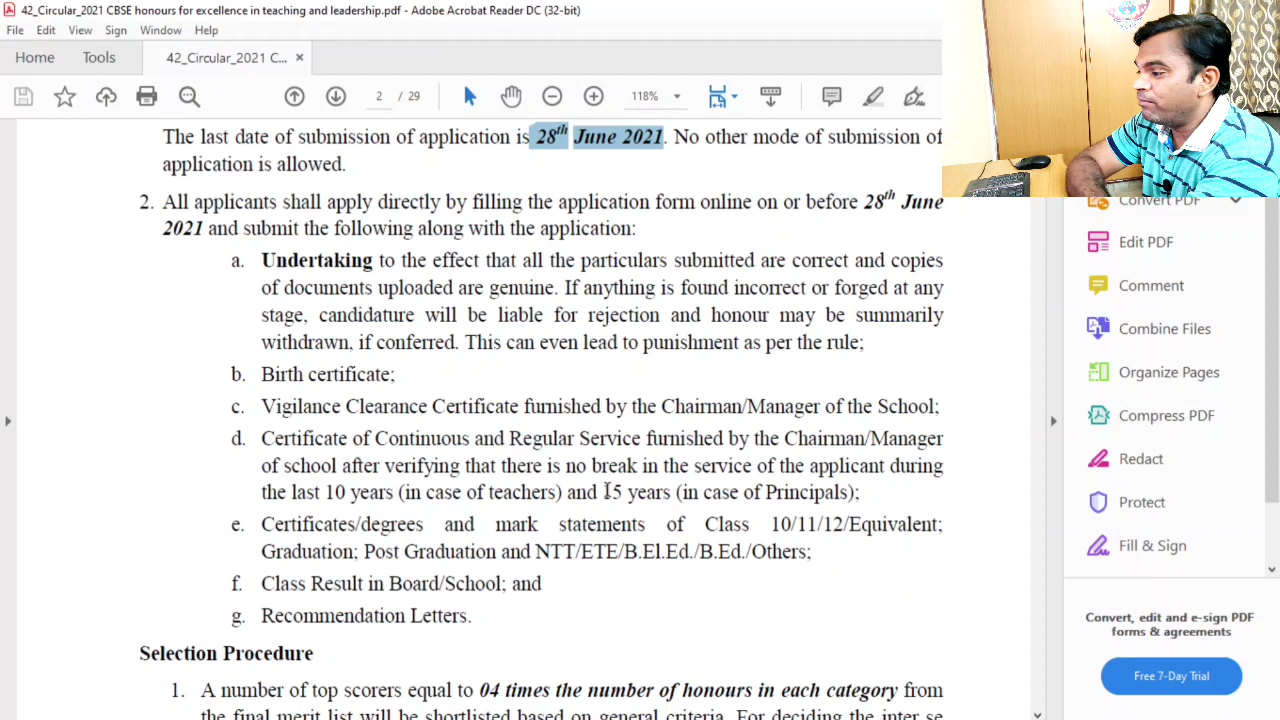 42_Circular_2021 CBSE honours for excellence in teaching and leadership.pdf - Adobe Acrobat Reader DC (32-bit)
File Edit View Sign Window Help
Home Tools 42_Circular_2021 C... ×
2 / 29 118%
The last date of submission of application is 28th June 2021. No other mode of submission of
application is allowed.
2. All applicants shall apply directly by filling the application form online on or before 28th June
2021 and submit the following along with the application:
a. Undertaking to the effect that all the particulars submitted are correct and copies
of documents uploaded are genuine. If anything is found incorrect or forged at any
stage, candidature will be liable for rejection and honour may be summarily
withdrawn, if conferred. This can even lead to punishment as per the rule;
b. Birth certificate;
c. Vigilance Clearance Certificate furnished by the Chairman/Manager of the School;
d. Certificate of Continuous and Regular Service furnished by the Chairman/Manager
of school after verifying that there is no break in the service of the applicant during
the last 10 years (in case of teachers) and 15 years (in case of Principals);
e. Certificates/degrees and mark statements of Class 10/11/12/Equivalent;
Graduation; Post Graduation and NTT/ETE/B.El.Ed./B.Ed./Others;
f. Class Result in Board/School; and
g. Recommendation Letters.
Selection Procedure
1. A number of top scorers equal to 04 times the number of honours in each category from
the final merit list will be shortlisted based on general criteria. For deciding the inter se
Convert PDF
Edit PDF
Comment
Combine Files
Organize Pages
Compress PDF
Redact
Protect
Fill & Sign
Convert, edit and e-sign PDF
forms & agreements
Free 7-Day Trial